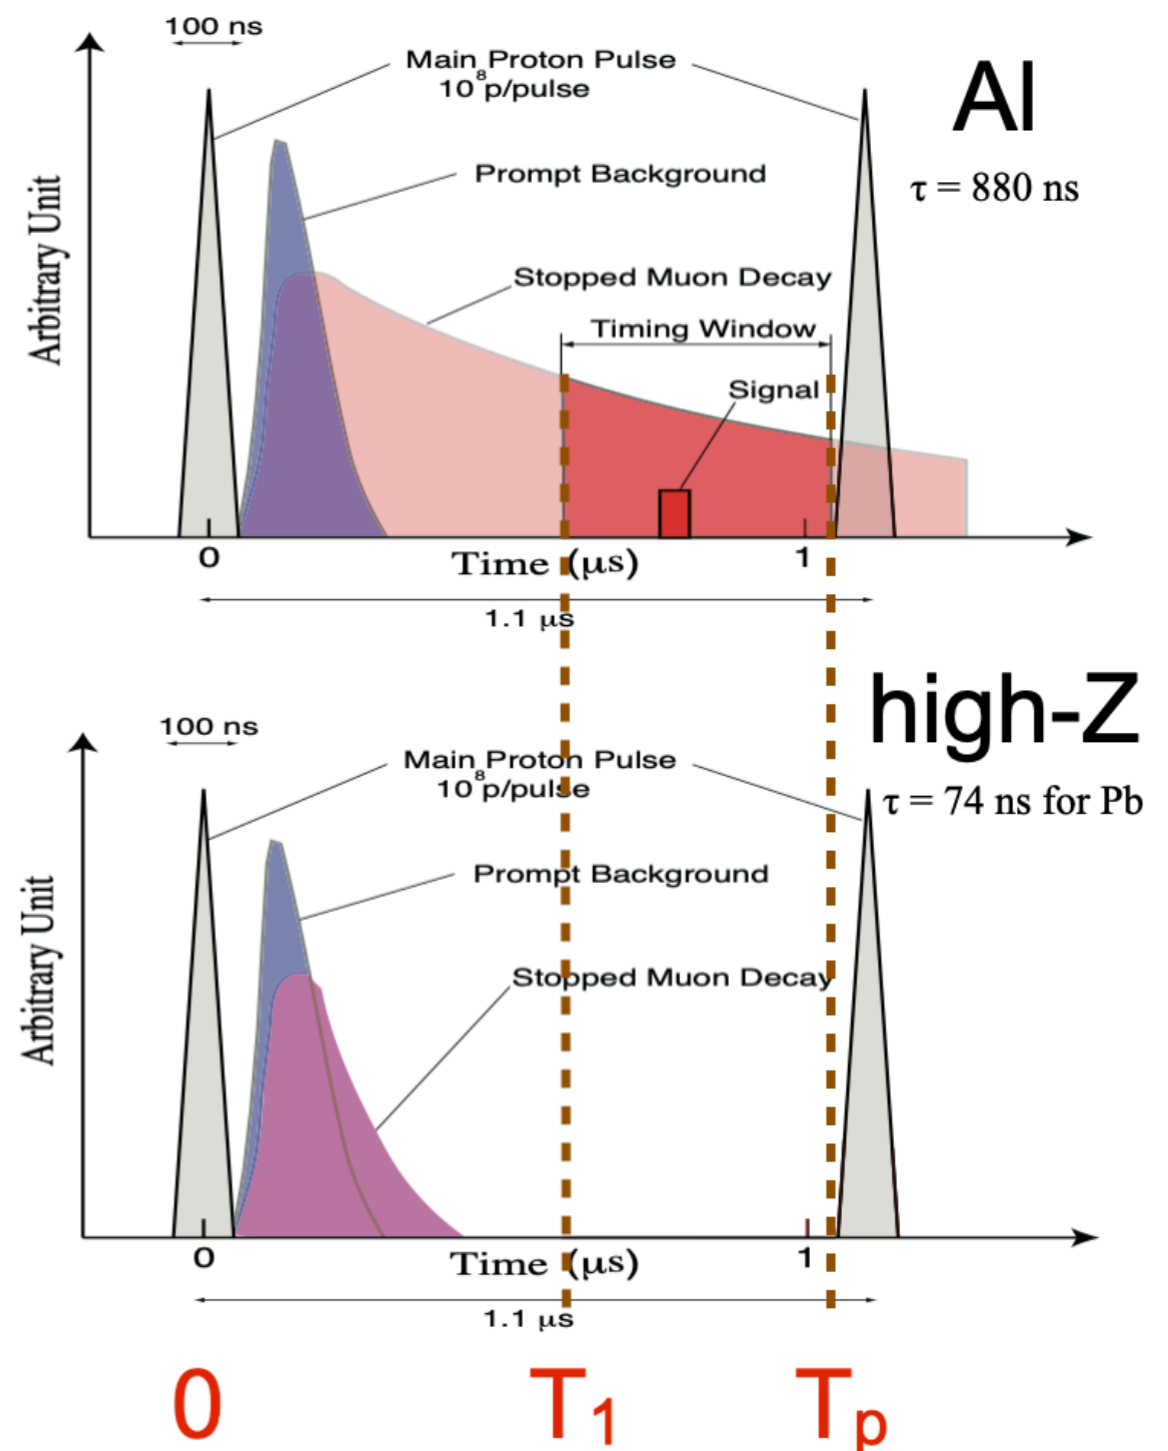 100 ns
Main Proton Pulse
10⁸p/pulse
Al
τ = 880 ns
Prompt Background
Stopped Muon Decay
Timing Window
Signal
Arbitrary Unit
0
Time (μs)
1
1.1 μs
high-Z
100 ns
Main Proton Pulse
10⁸p/pulse
τ = 74 ns for Pb
Prompt Background
Stopped Muon Decay
Arbitrary Unit
0
Time (μs)
1
1.1 μs
0 T₁ Tₚ